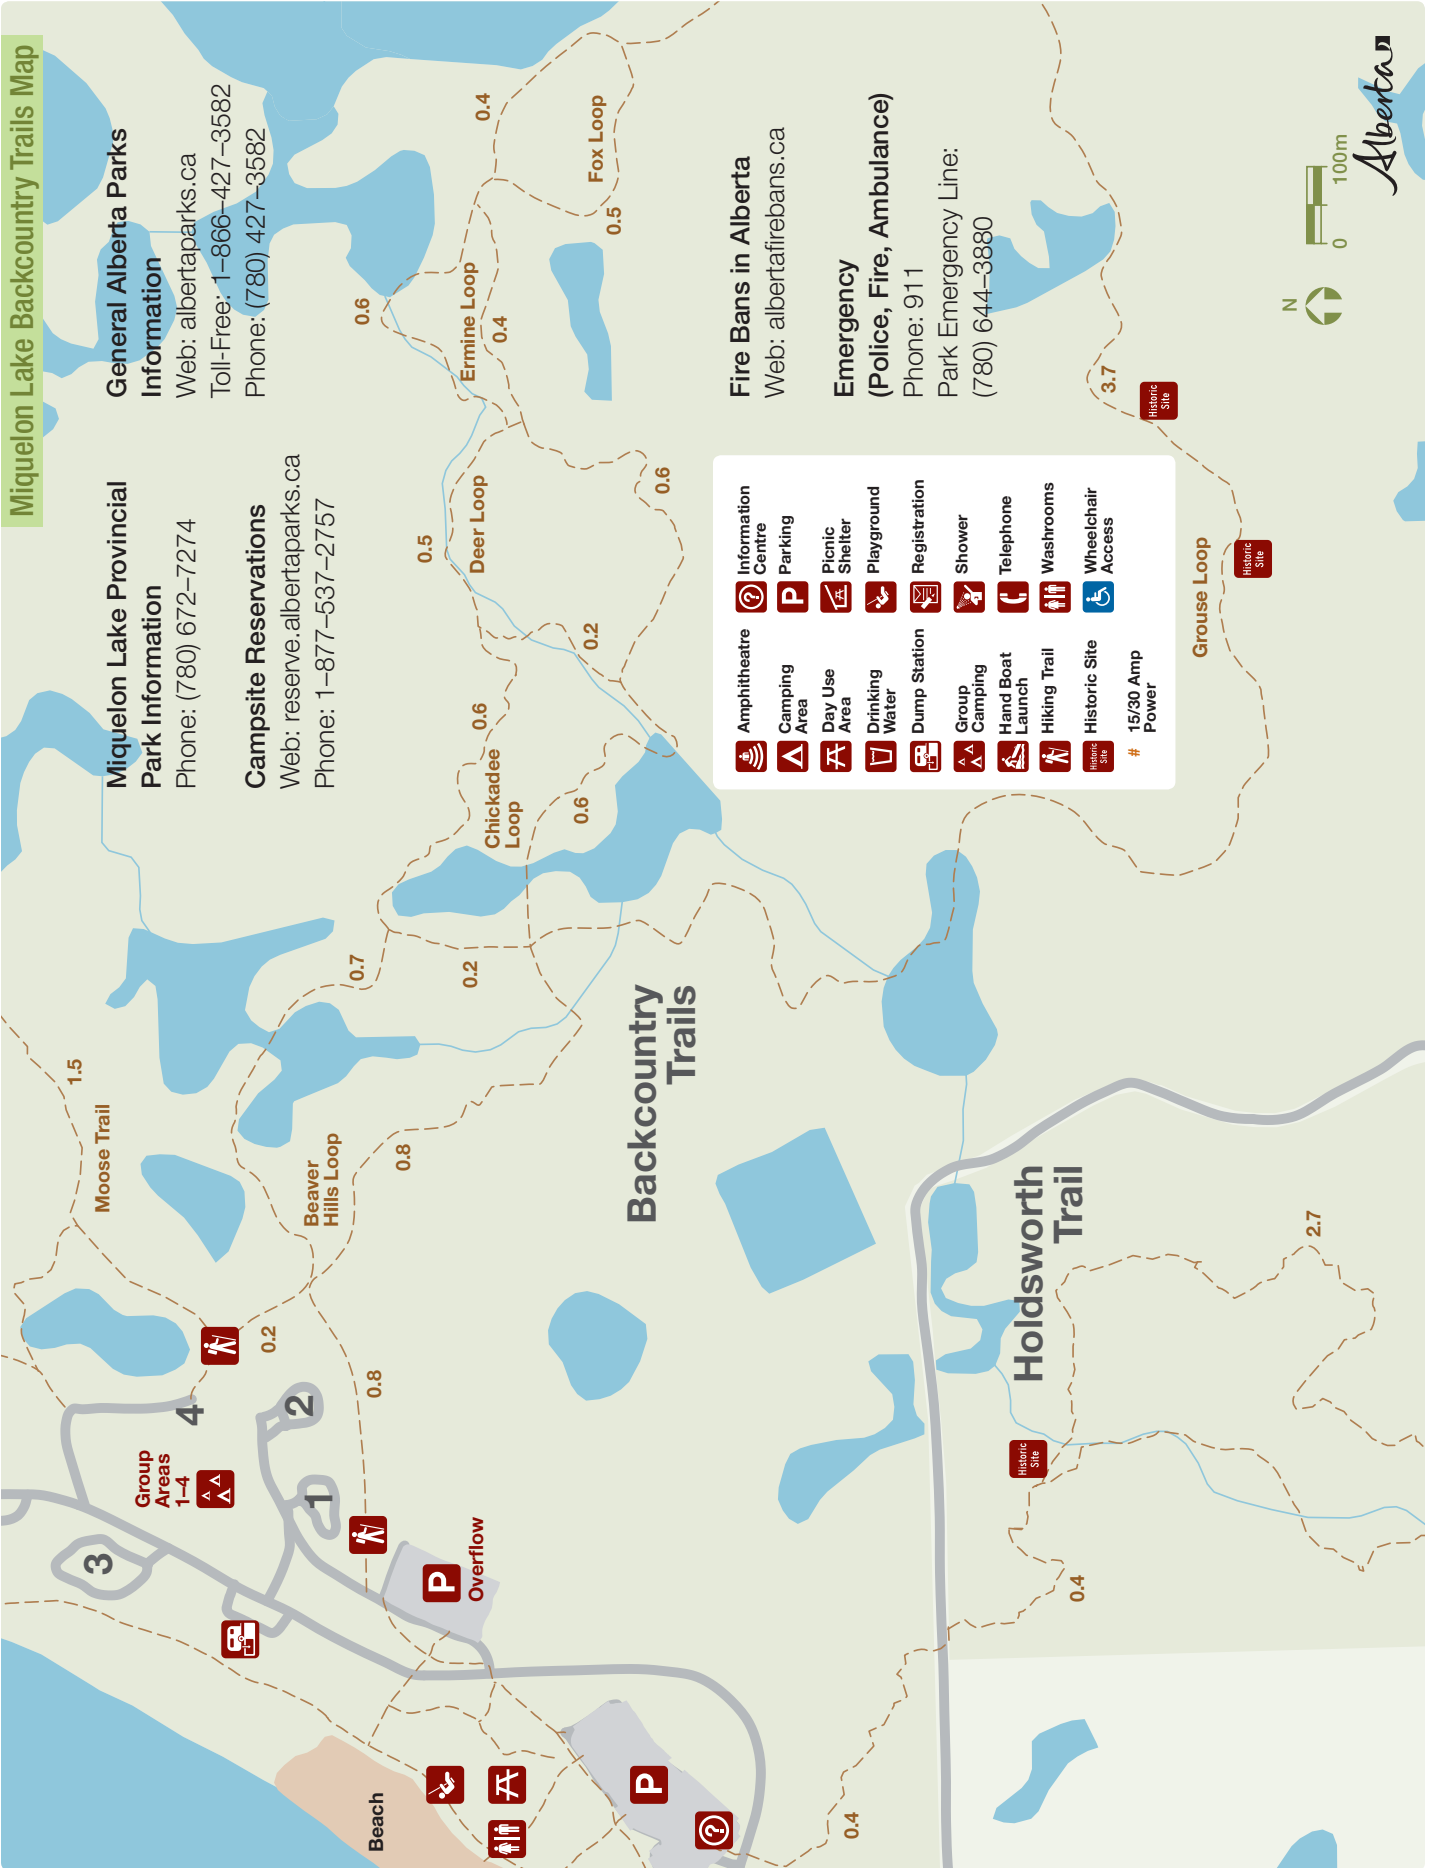 Miquelon Lake Backcountry Trails Map
Miquelon Lake Provincial
Park Information
Phone: (780) 672–7274
Campsite Reservations
Web: reserve.albertaparks.ca
Phone: 1–877–537–2757
General Alberta Parks
Information
Web: albertaparks.ca
Toll-Free: 1–866–427–3582
Phone: (780) 427–3582
Fire Bans in Alberta
Web: albertafirebans.ca
Emergency
(Police, Fire, Ambulance)
Phone: 911
Park Emergency Line:
(780) 644–3880
Moose Trail
1.5
Group
Areas
1–4
3
4
2
1
0.2
Beaver
Hills Loop
0.8
0.8
0.7
0.2
Chickadee
Loop
0.6
0.6
0.2
Deer Loop
0.5
0.6
Ermine Loop
0.6
0.4
0.4
Fox Loop
0.5
P
Overflow
Beach
P
?
0.4
0.4
Backcountry
Trails
Holdsworth
Trail
Historic
Site
2.7
Grouse Loop
Historic
Site
3.7
Historic
Site
Amphitheatre
Camping
Area
Day Use
Area
Drinking
Water
Dump Station
Group
Camping
Hand Boat
Launch
Hiking Trail
Historic
Site
Historic Site
# 15/30 Amp
Power
?
Information
Centre
P
Parking
Picnic
Shelter
Playground
Registration
Shower
Telephone
Washrooms
Wheelchair
Access
N
0
100m
Alberta